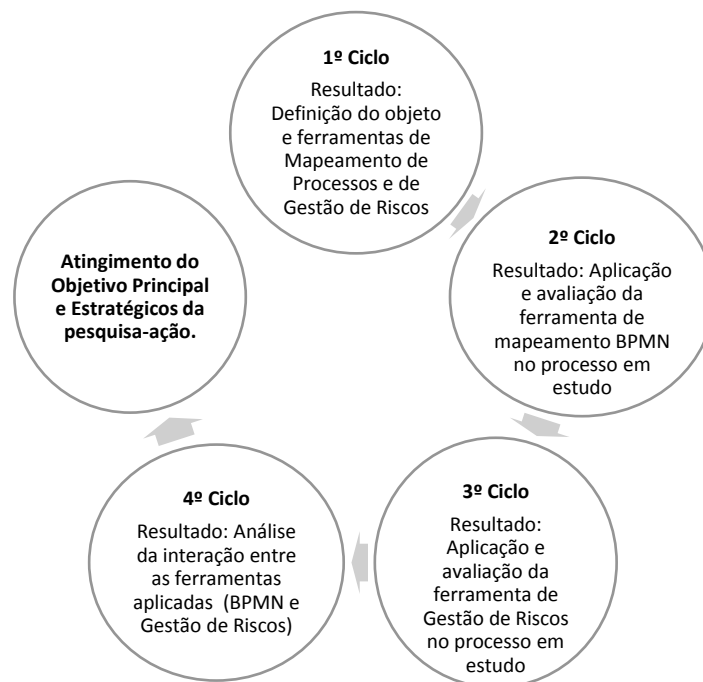 1º Ciclo
Resultado:
Definição do objeto
e ferramentas de
Mapeamento de
Processos e de
Gestão de Riscos
2º Ciclo
Resultado: Aplicação
e avaliação da
ferramenta de
mapeamento BPMN
no processo em
estudo
3º Ciclo
Resultado:
Aplicação e
avaliação da
ferramenta de
Gestão de Riscos
no processo em
estudo
4º Ciclo
Resultado: Análise
da interação entre
as ferramentas
aplicadas (BPMN e
Gestão de Riscos)
Atingimento do
Objetivo Principal
e Estratégicos da
pesquisa-ação.